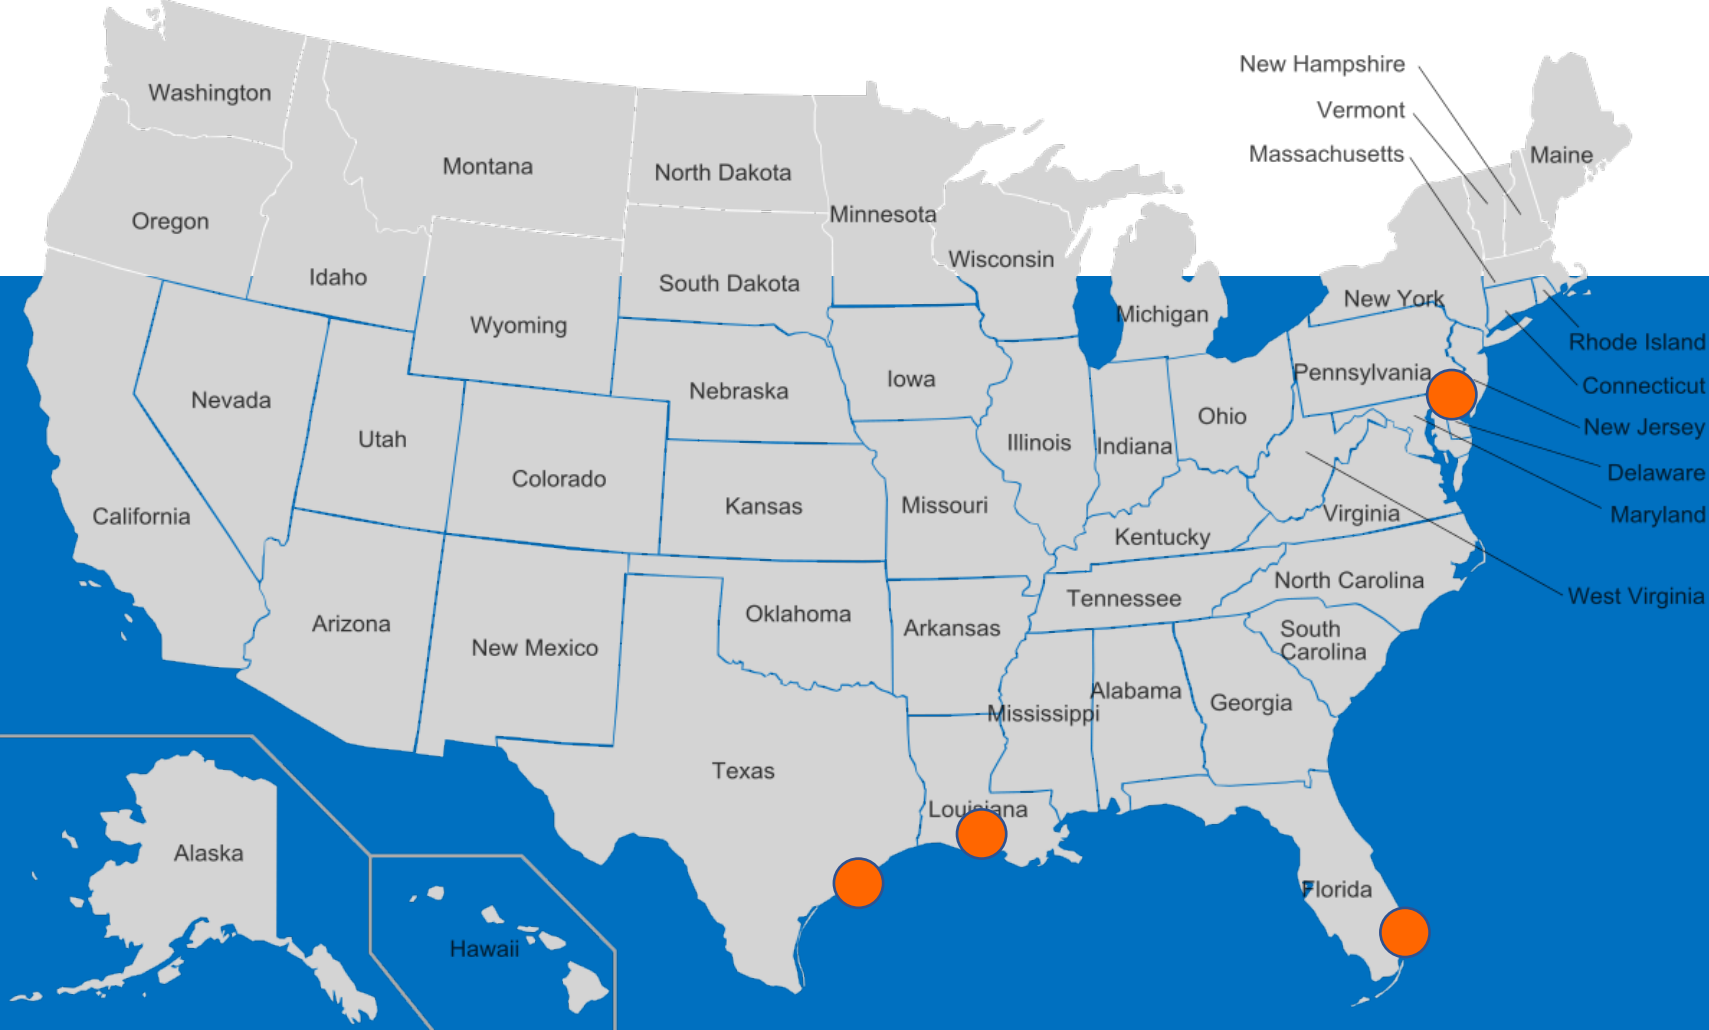 New Hampshire
Washington
Vermont
Massachusetts
Maine
Montana
North Dakota
Minnesota
Oregon
Wisconsin
Idaho
South Dakota
New York
Michigan
Wyoming
Rhode Island
Pennsylvania
Iowa
Connecticut
Nebraska
Nevada
Ohio
New Jersey
Utah
Illinois
Indiana
Delaware
Colorado
Kansas
Missouri
Virginia
Maryland
California
Kentucky
North Carolina
West Virginia
Tennessee
Oklahoma
Arkansas
Arizona
South
Carolina
New Mexico
Alabama
Georgia
Mississippi
Texas
Louisiana
Alaska
Florida
Hawaii